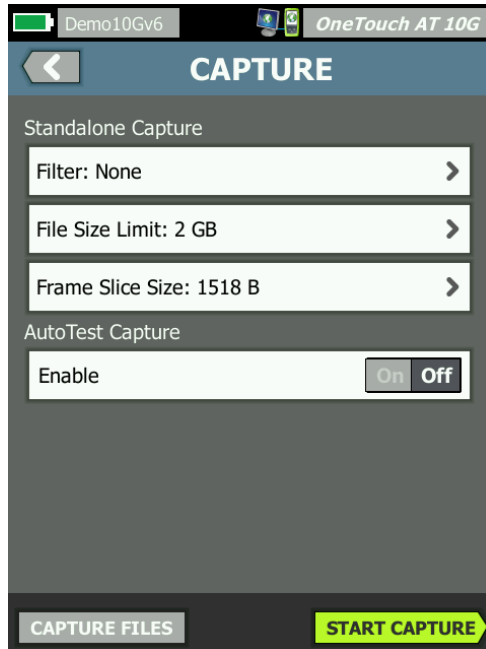 Demo10Gv6 OneTouch AT 10G
CAPTURE
Standalone Capture
Filter: None
File Size Limit: 2 GB
Frame Slice Size: 1518 B
AutoTest Capture
Enable On Off
CAPTURE FILES START CAPTURE